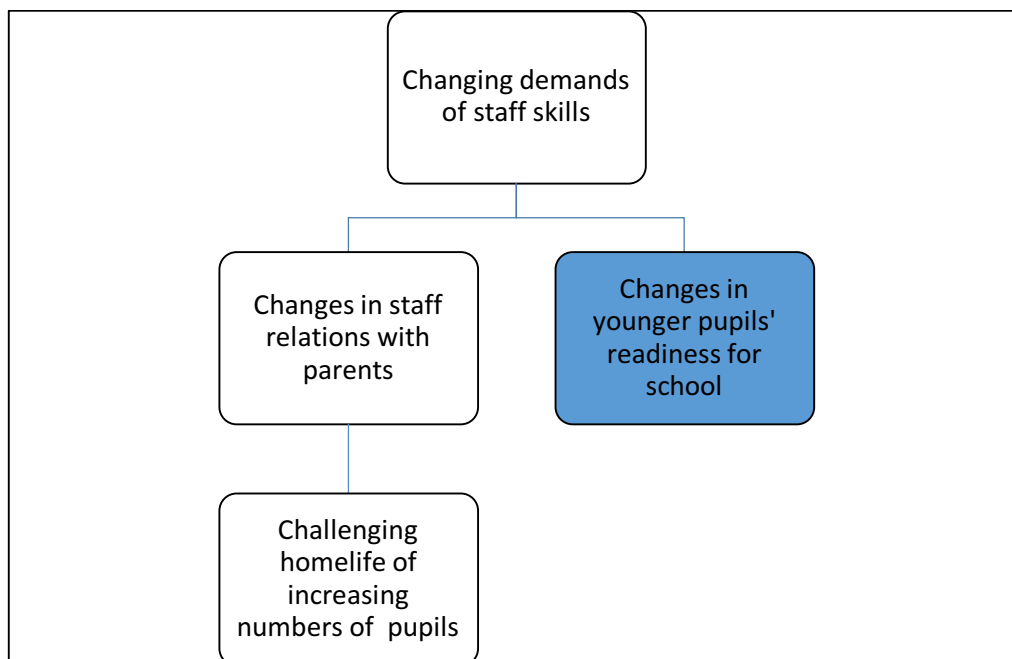 Changing demands
of staff skills
Changes in staff
relations with
parents
Changes in
younger pupils'
readiness for
school
Challenging
homelife of
increasing
numbers of  pupils